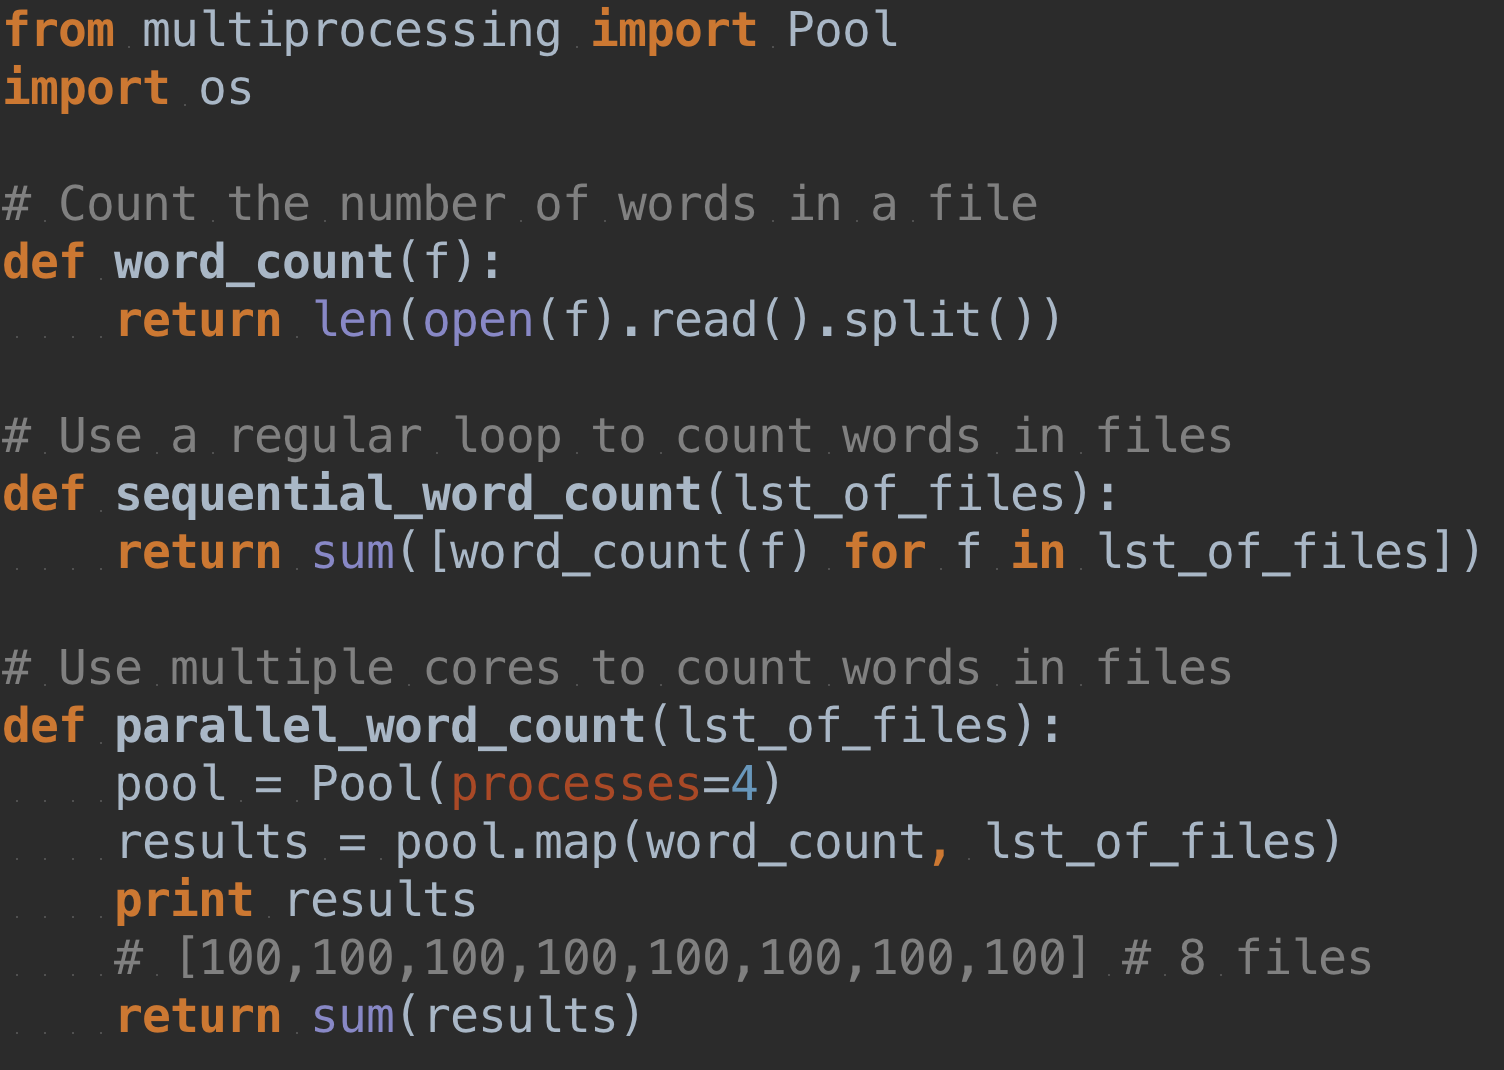 from multiprocessing import Pool
import os
# Count the number of words in a file
def word_count(f):
    return len(open(f).read().split())
# Use a regular loop to count words in files
def sequential_word_count(lst_of_files):
    return sum([word_count(f) for f in lst_of_files])
# Use multiple cores to count words in files
def parallel_word_count(lst_of_files):
    pool = Pool(processes=4)
    results = pool.map(word_count, lst_of_files)
    print results
    # [100,100,100,100,100,100,100,100] # 8 files
    return sum(results)